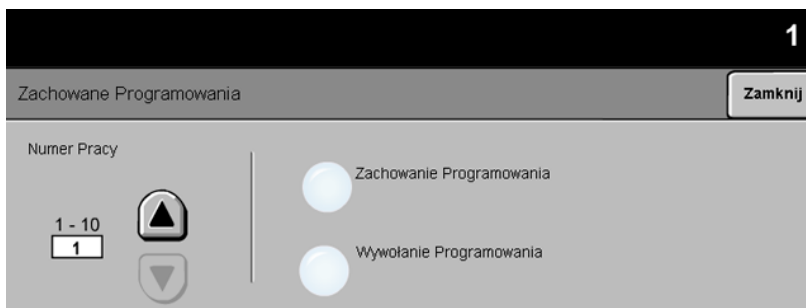 1
Zachowane Programowania
Zamknij
Numer Pracy
1 - 10
1
Zachowanie Programowania
Wywołanie Programowania